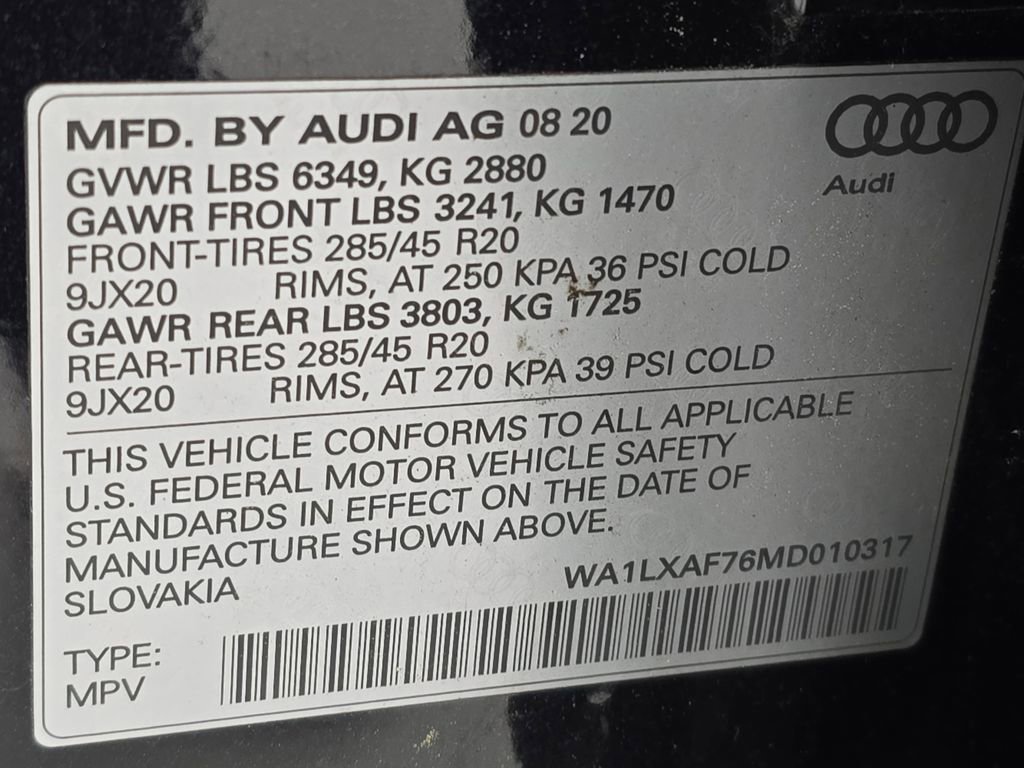 MFD. BY AUDI AG 08 20
Audi
GVWR LBS 6349, KG 2880
GAWR FRONT LBS 3241, KG 1470
FRONT-TIRES 285/45 R20
9JX20 RIMS, AT 250 KPA 36 PSI COLD
GAWR REAR LBS 3803, KG 1725
REAR-TIRES 285/45 R20
9JX20 RIMS, AT 270 KPA 39 PSI COLD
THIS VEHICLE CONFORMS TO ALL APPLICABLE
U.S. FEDERAL MOTOR VEHICLE SAFETY
STANDARDS IN EFFECT ON THE DATE OF
MANUFACTURE SHOWN ABOVE.
SLOVAKIA WA1LXAF76MD010317
TYPE:
MPV